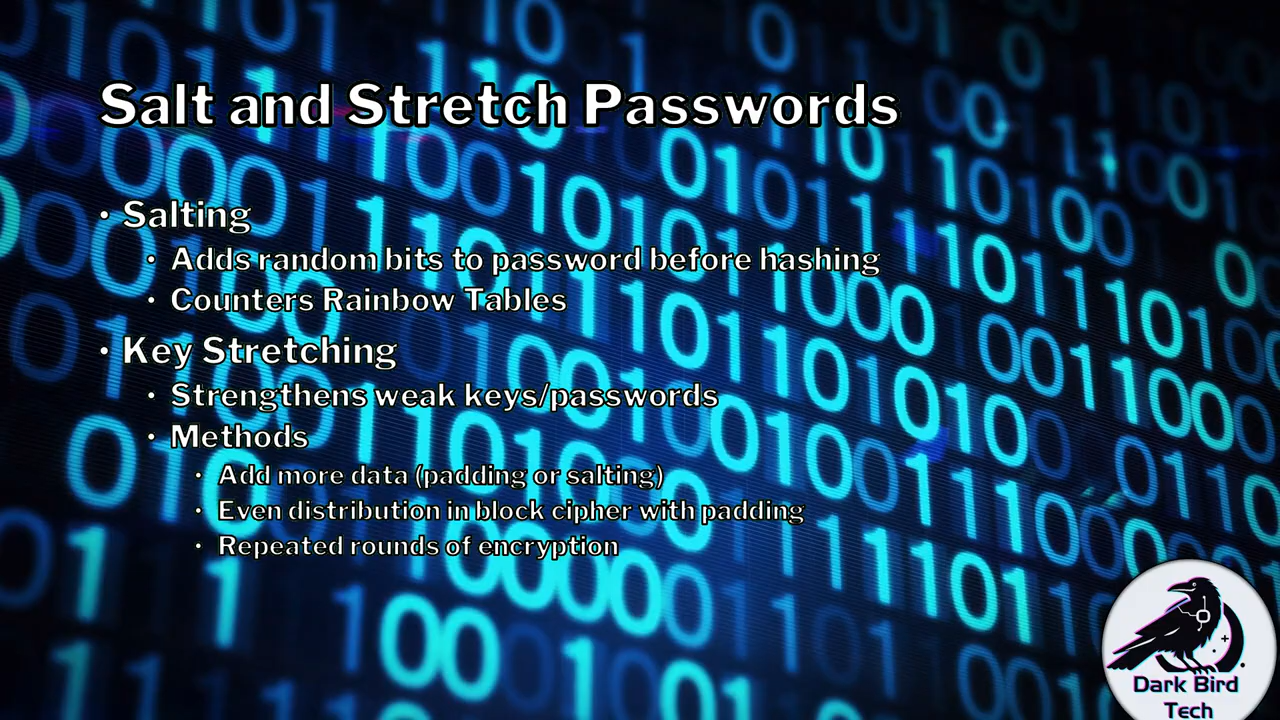 Salt and Stretch Passwords
• Salting
• Adds random bits to password before hashing
• Counters Rainbow Tables
• Key Stretching
• Strengthens weak keys/passwords
• Methods
• Add more data (padding or salting)
• Even distribution in block cipher with padding
• Repeated rounds of encryption
Dark Bird
Tech